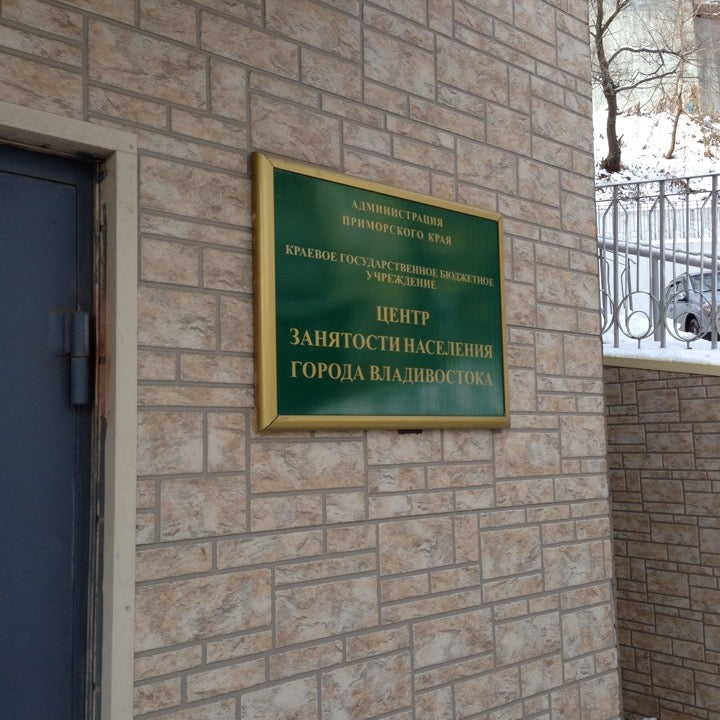 АДМИНИСТРАЦИЯ
ПРИМОРСКОГО КРАЯ
КРАЕВОЕ ГОСУДАРСТВЕННОЕ БЮДЖЕТНОЕ
УЧРЕЖДЕНИЕ
ЦЕНТР
ЗАНЯТОСТИ НАСЕЛЕНИЯ
ГОРОДА ВЛАДИВОСТОКА